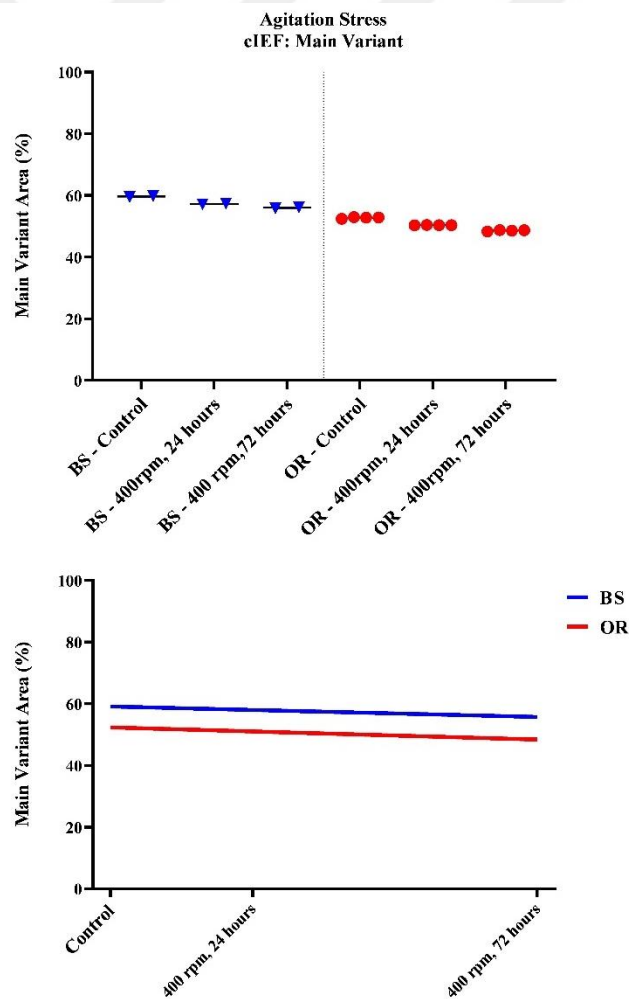 Agitation Stress
cIEF: Main Variant
Main Variant Area (%)
100
80
60
40
20
0
BS - Control
BS - 400rpm, 24 hours
BS - 400 rpm,72 hours
OR - Control
OR - 400rpm, 24 hours
OR - 400rpm, 72 hours
Main Variant Area (%)
100
80
60
40
20
0
Control
400 rpm, 24 hours
400 rpm, 72 hours
BS
OR